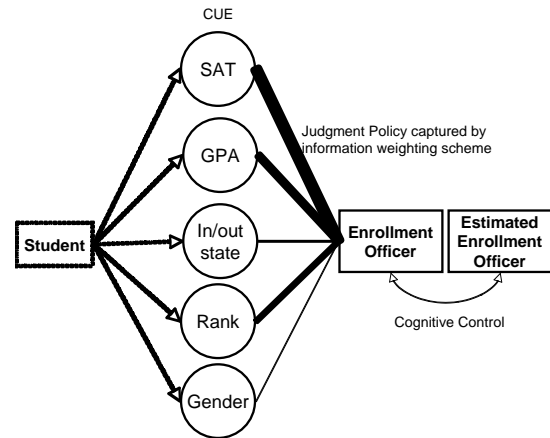 CUE
SAT
Judgment Policy captured by
information weighting scheme
GPA
Student
In/out
state
Enrollment
Officer
Estimated
Enrollment
Officer
Rank
Cognitive Control
Gender